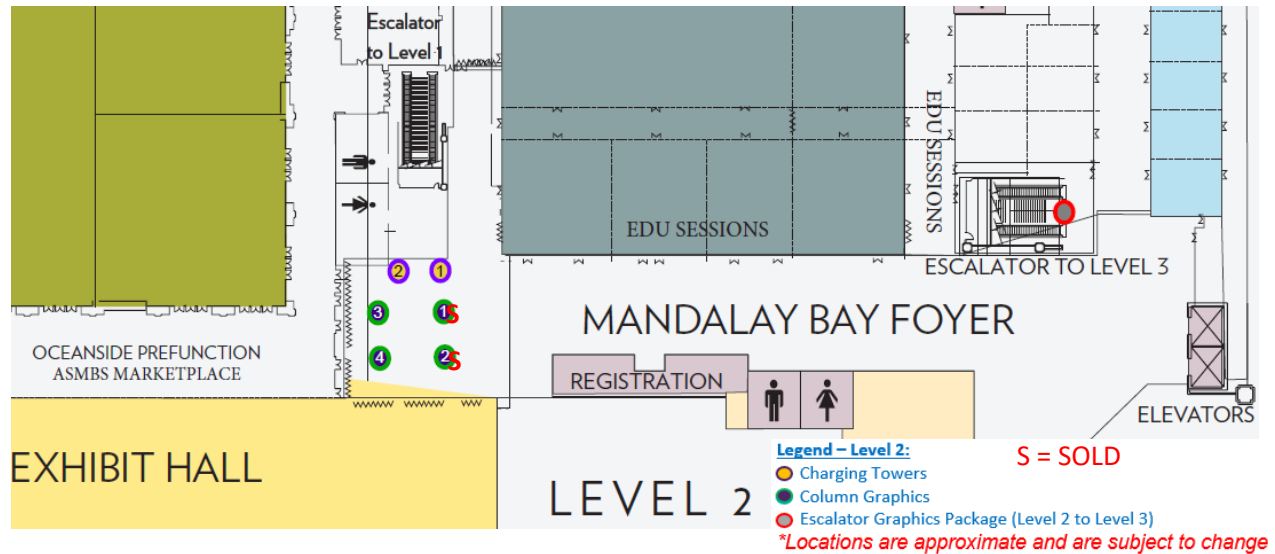 Escalator
to Level 1
EDU SESSIONS
EDU SESSIONS
ESCALATOR TO LEVEL 3
2
1
3
1
S
4
2
S
MANDALAY BAY FOYER
OCEANSIDE PREFUNCTION
ASMBS MARKETPLACE
REGISTRATION
ELEVATORS
EXHIBIT HALL
LEVEL 2
Legend – Level 2:
S = SOLD
Charging Towers
Column Graphics
Escalator Graphics Package (Level 2 to Level 3)
*Locations are approximate and are subject to change